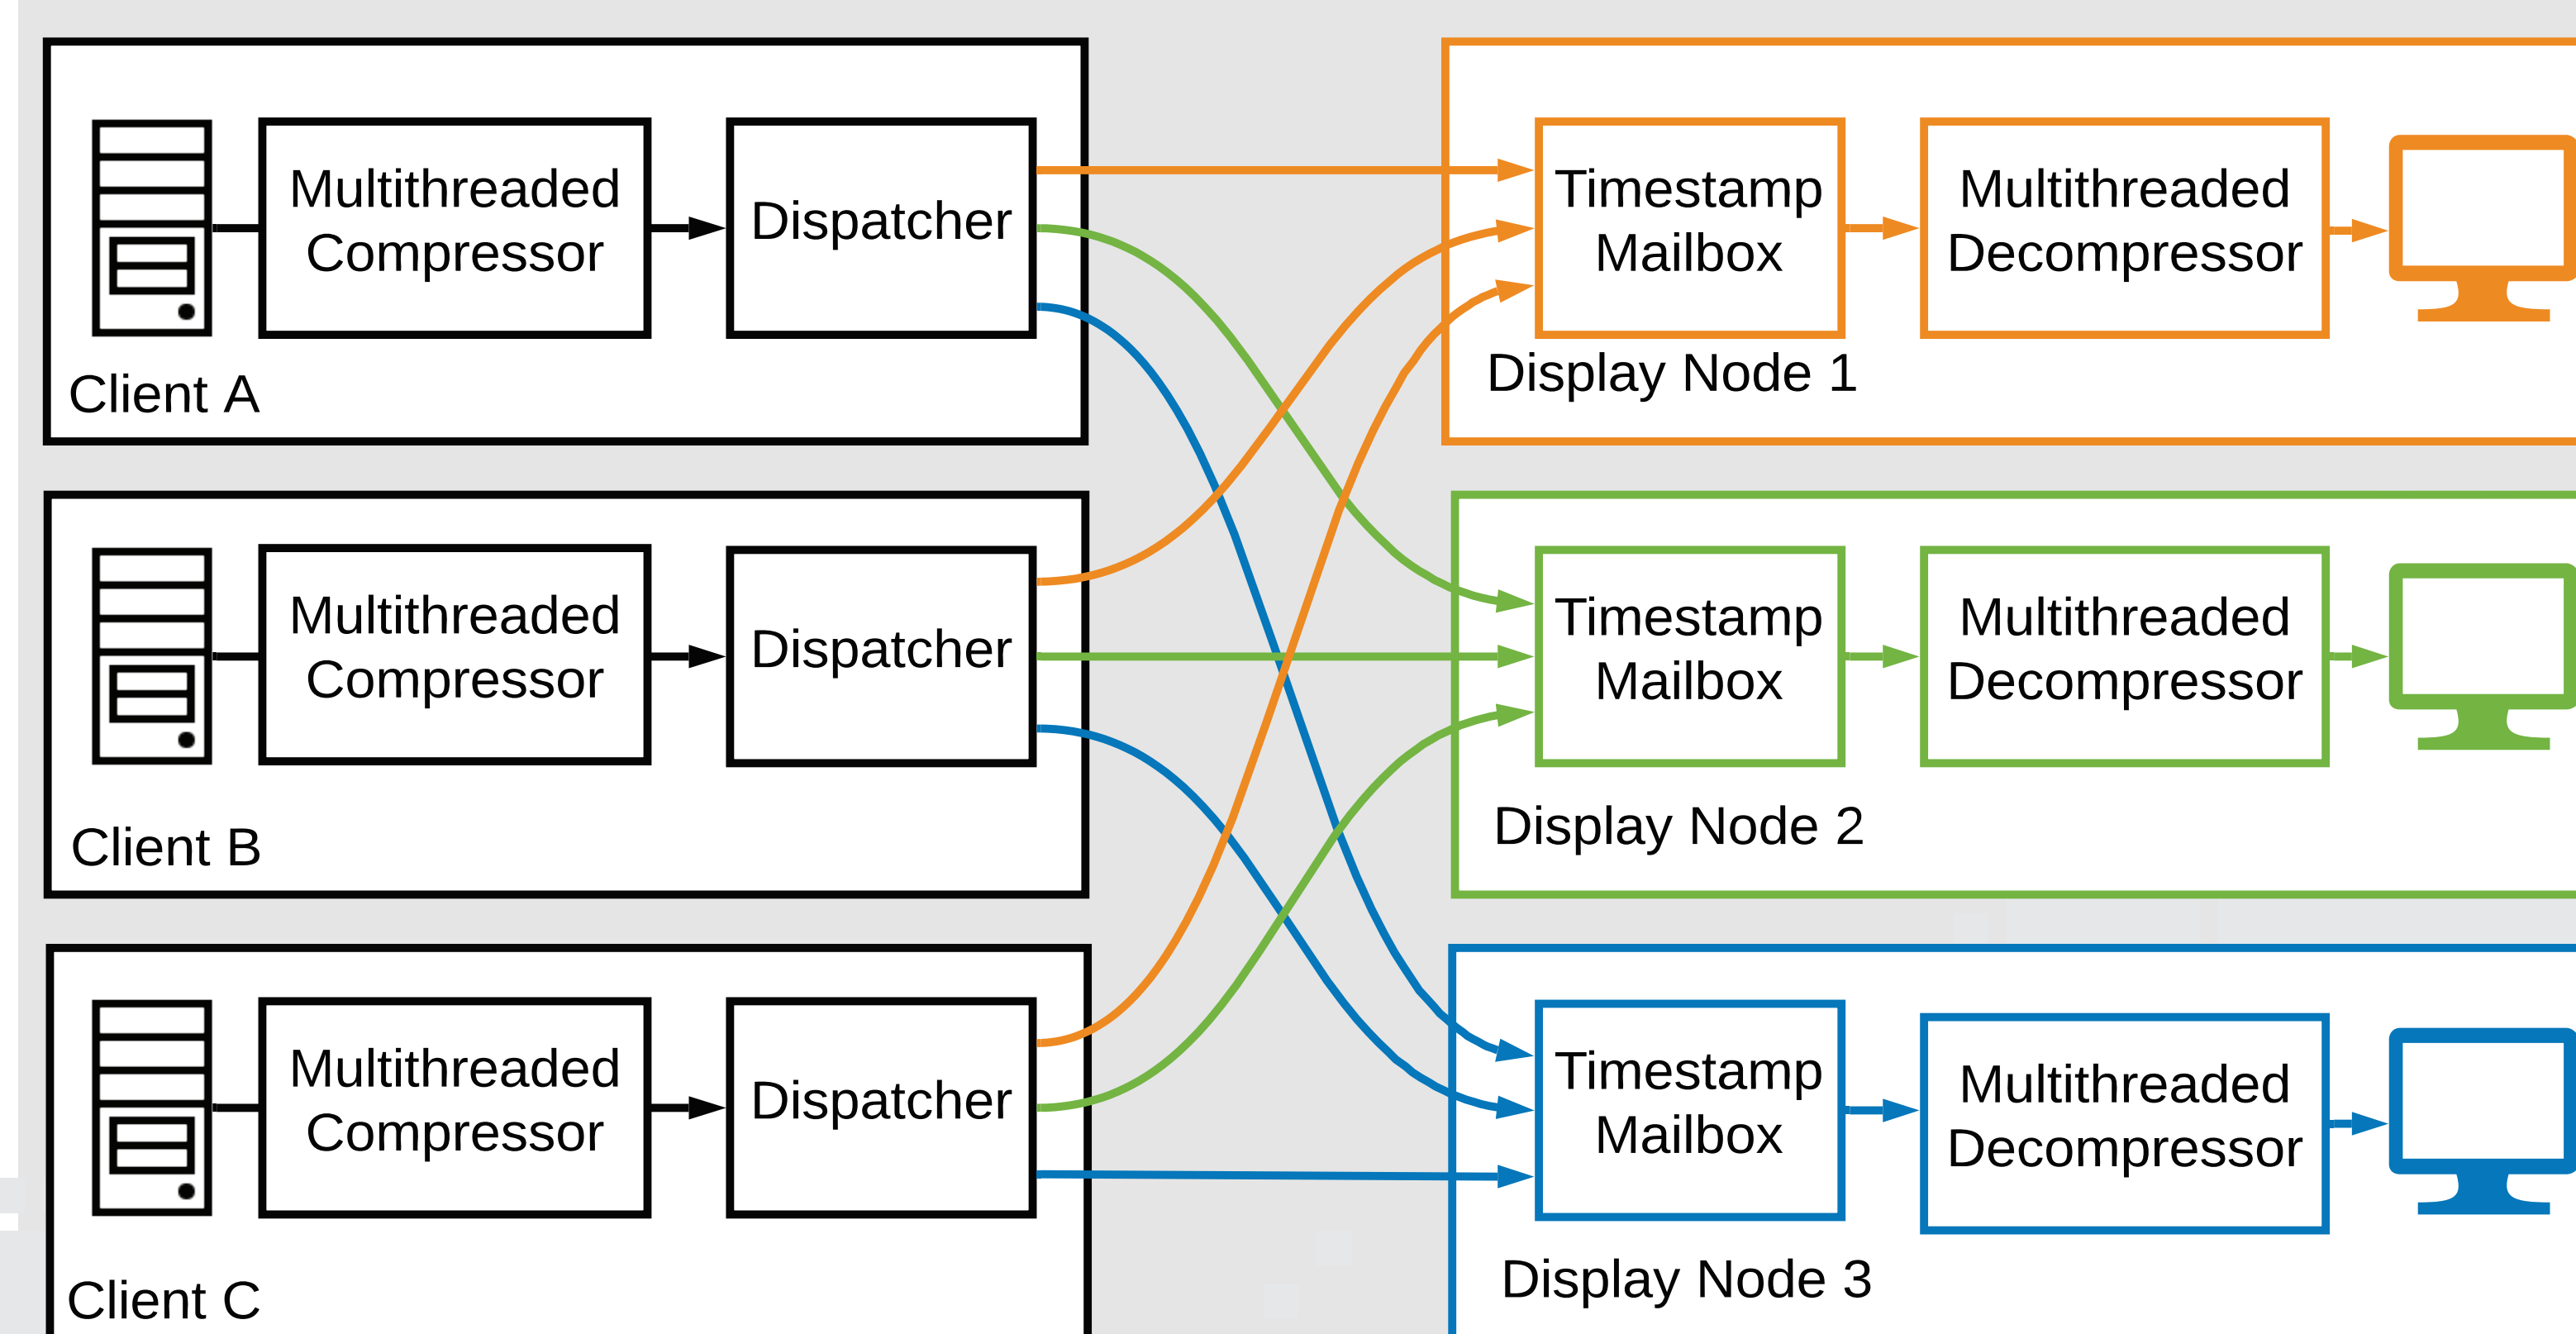 Multithreaded
Compressor
Dispatcher
Timestamp
Mailbox
Multithreaded
Decompressor
Client A
Display Node 1
Multithreaded
Compressor
Dispatcher
Timestamp
Mailbox
Multithreaded
Decompressor
Client B
Display Node 2
Multithreaded
Compressor
Dispatcher
Timestamp
Mailbox
Multithreaded
Decompressor
Client C
Display Node 3